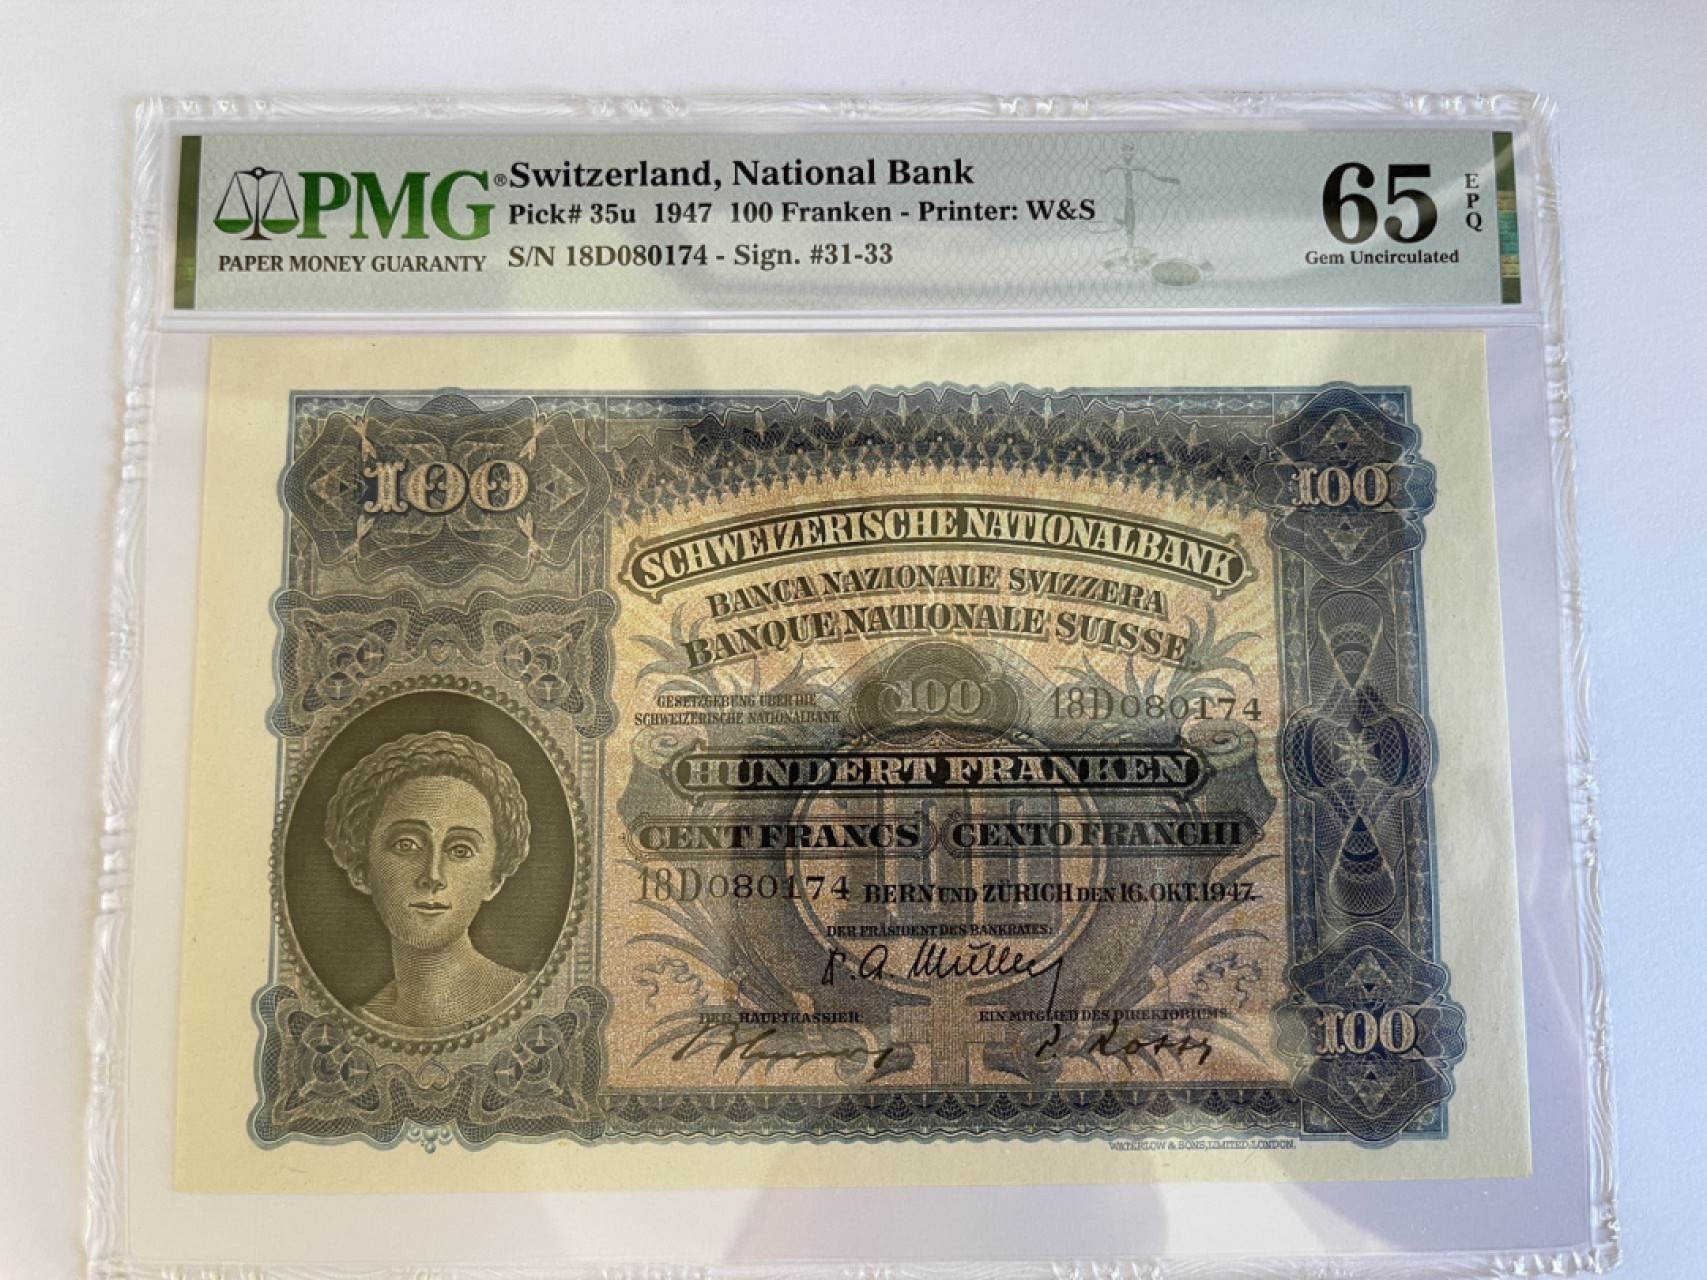 PMG® Switzerland, National Bank
Pick# 35u 1947 100 Franken - Printer: W&S
PAPER MONEY GUARANTY S/N 18D080174 - Sign. #31-33
65 EPQ
Gem Uncirculated
100
100
SCHWEIZERISCHE NATIONALBANK
BANCA NAZIONALE SVIZZERA
BANQUE NATIONALE SUISSE.
GESETZGEBUNG ÜBER DIE
SCHWEIZERISCHE NATIONALBANK
100
18D080174
HUNDERT FRANKEN
100
CENT FRANCS CENTO FRANCHI
18D080174 BERN UND ZÜRICH DEN 16. OKT. 1947.
DER PRÄSIDENT DES BANKRATES:
Müller
DER HAUPTKASSIER: EIN MITGLIED DES DIREKTORIUMS:
P. Rossy
100
WATERLOW & SONS, LIMITED, LONDON.